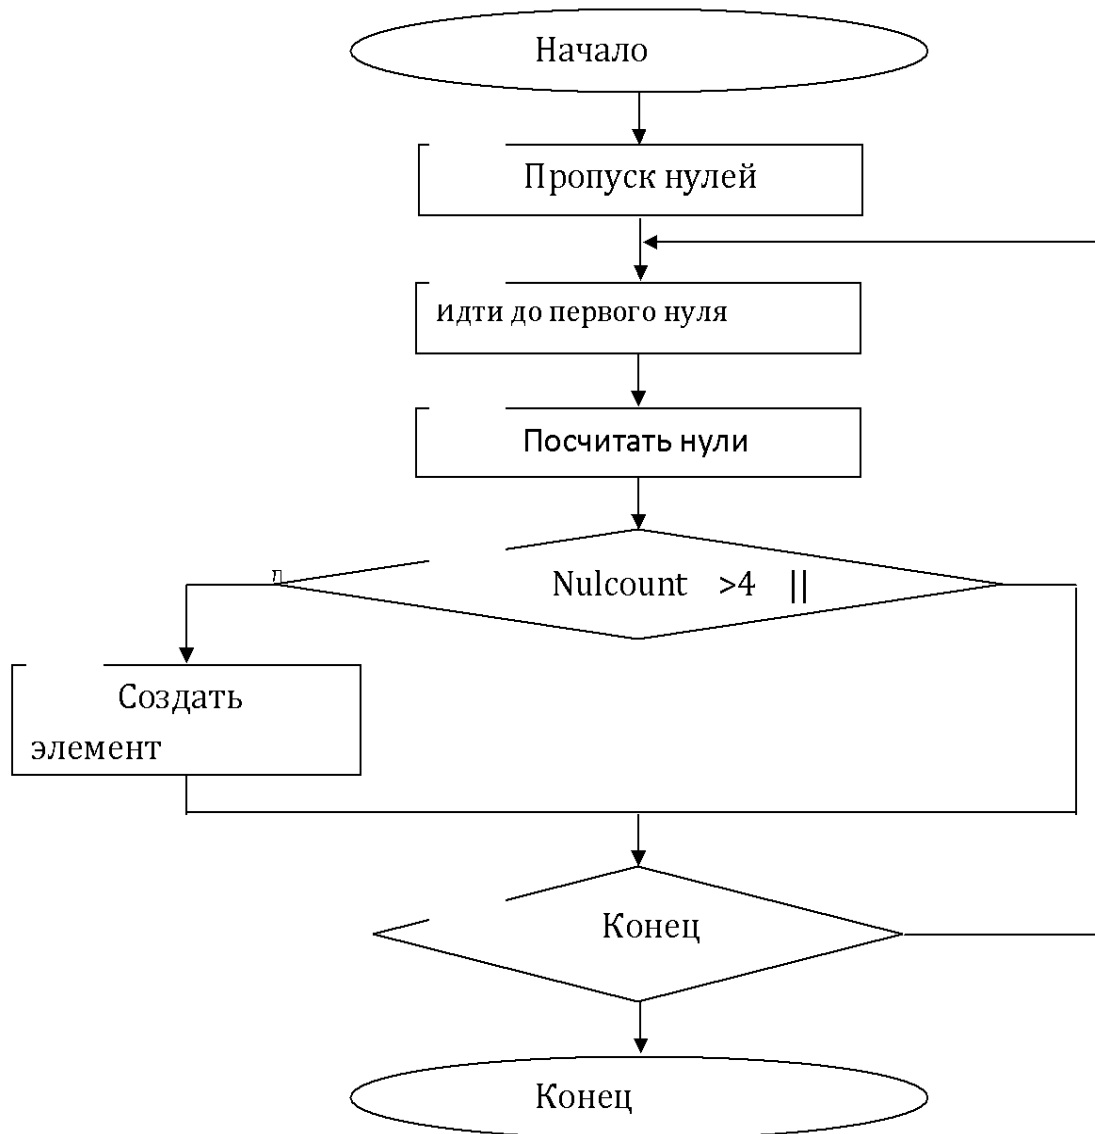 Начало
Пропуск нулей
идти до первого нуля
Посчитать нули
Nulcount >4 ||
Создать
элемент
Конец
Конец